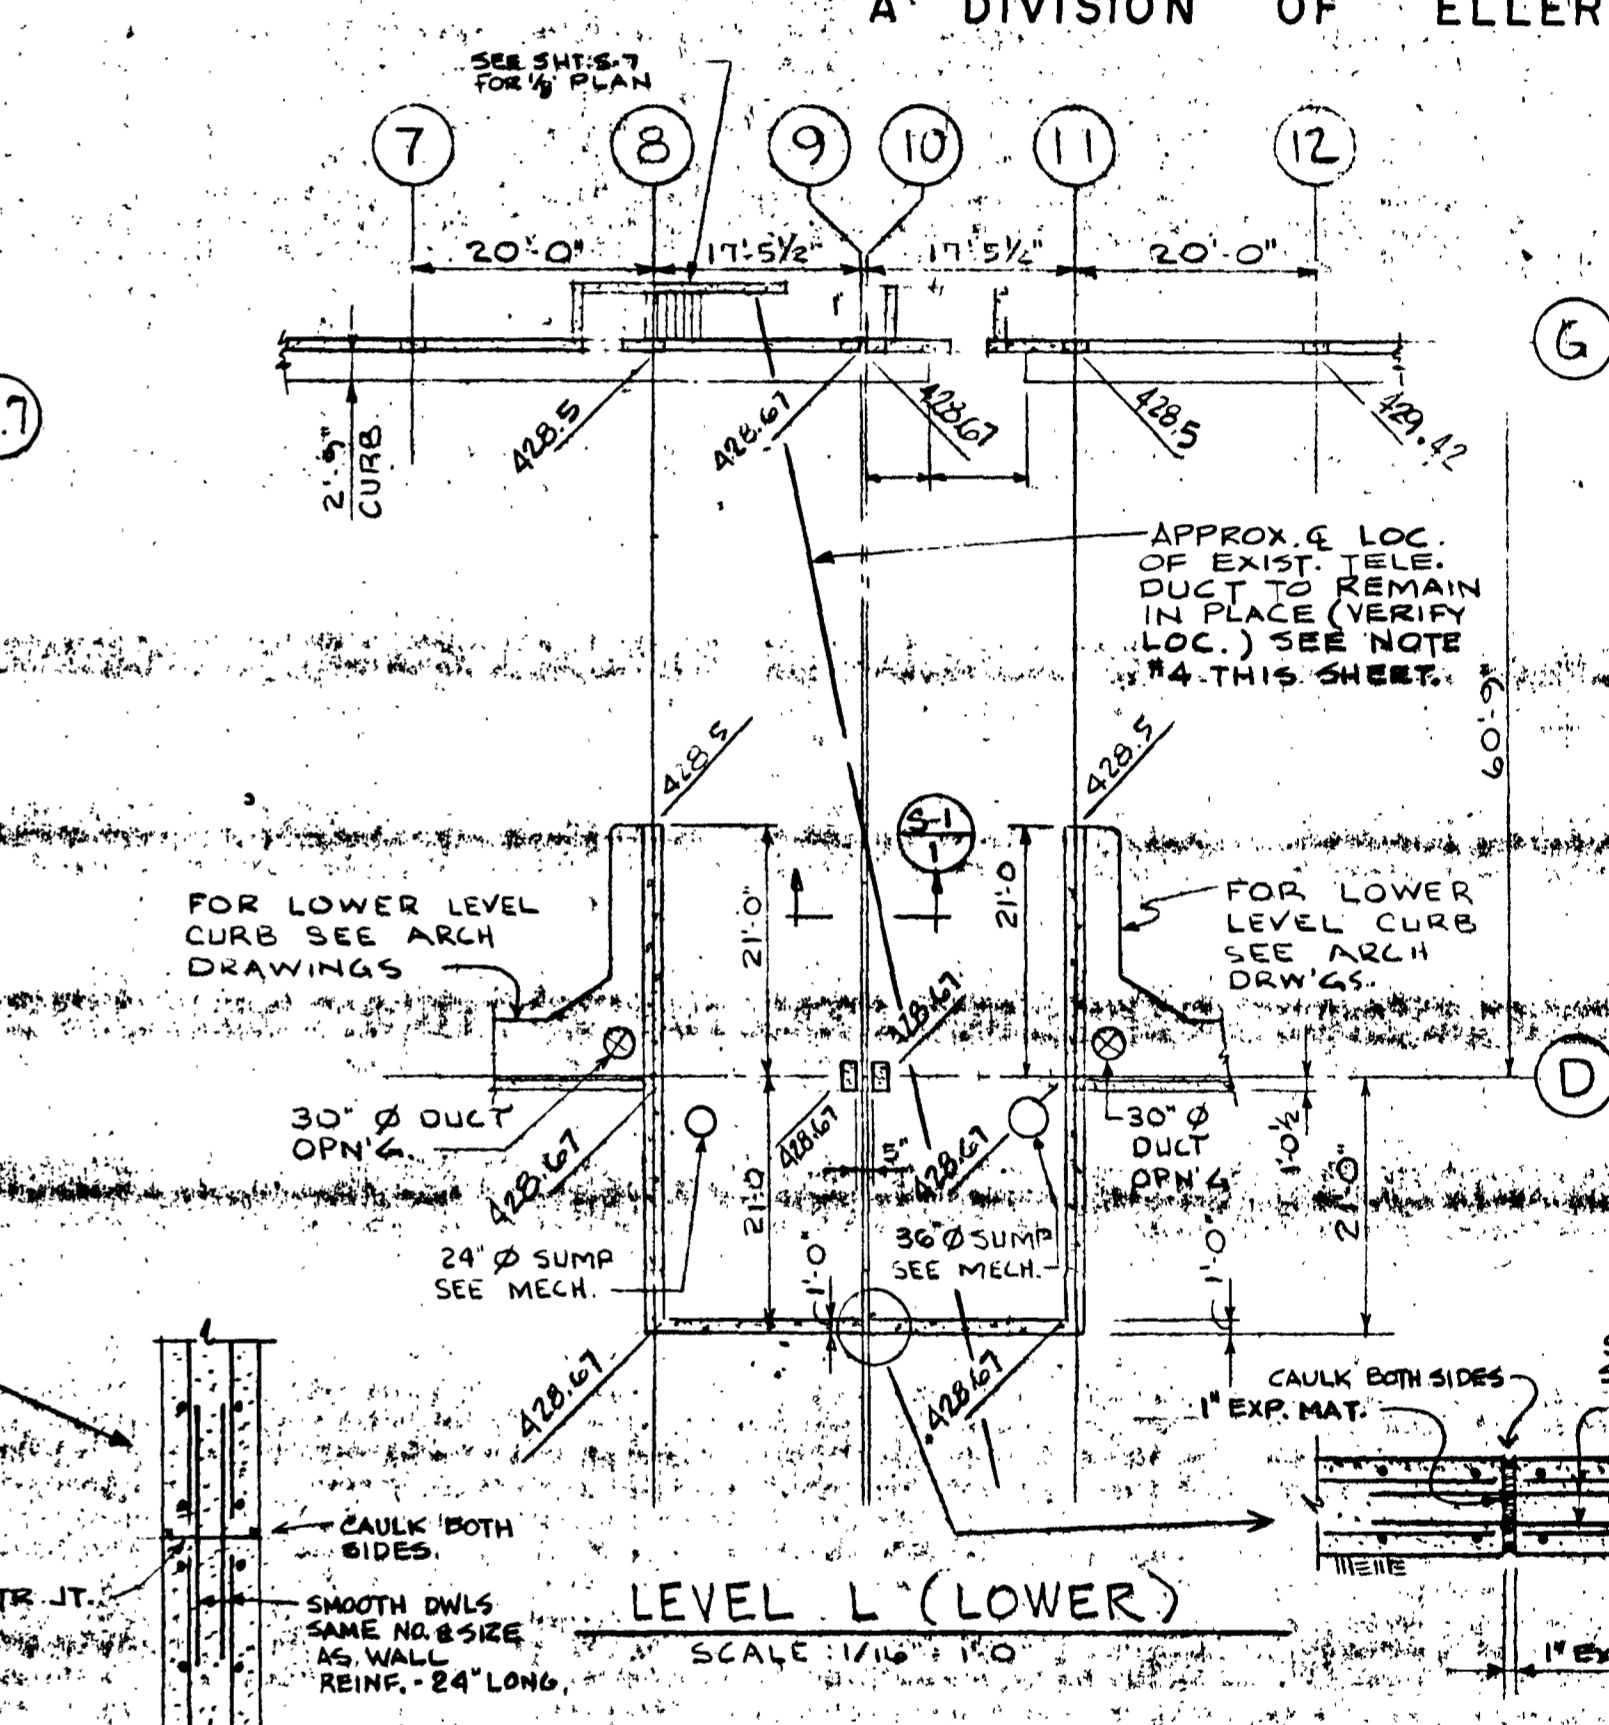 A DIVISION OF ELLER
SEE SHT. S-7
FOR 1/8" PLAN
7
8
9
10
11
12
20'-0"
17'-5½"
17'-5½"
20'-0"
G
.7
2'-9"
CURB
428.5
428.67
428.67
428.5
429.42
APPROX. ℄ LOC.
OF EXIST. TELE.
DUCT TO REMAIN
IN PLACE (VERIFY
LOC.) SEE NOTE
#4 THIS SHEET.
60'-9"
428.5
428.5
S-1
1
21'-0"
21'-0
FOR LOWER LEVEL
CURB SEE ARCH
DRAWINGS
FOR LOWER
LEVEL CURB
SEE ARCH
DRW'GS.
428.67
D
30" Ø DUCT
OPN'G.
428.67
428.67
428.67
30" Ø
DUCT
OPN'G
1'-0½
21'-0
21'-0"
24" Ø SUMP
SEE MECH.
1'-0"
36" Ø SUMP
SEE MECH.
1'-0"
428.67
428.67
CAULK BOTH SIDES
1" EXP. MAT.
CAULK BOTH
SIDES.
TR JT.
SMOOTH DWLS
SAME NO. & SIZE
AS WALL
REINF. - 24" LONG,
LEVEL L (LOWER)
SCALE : 1/16" = 1'-0
1" EX